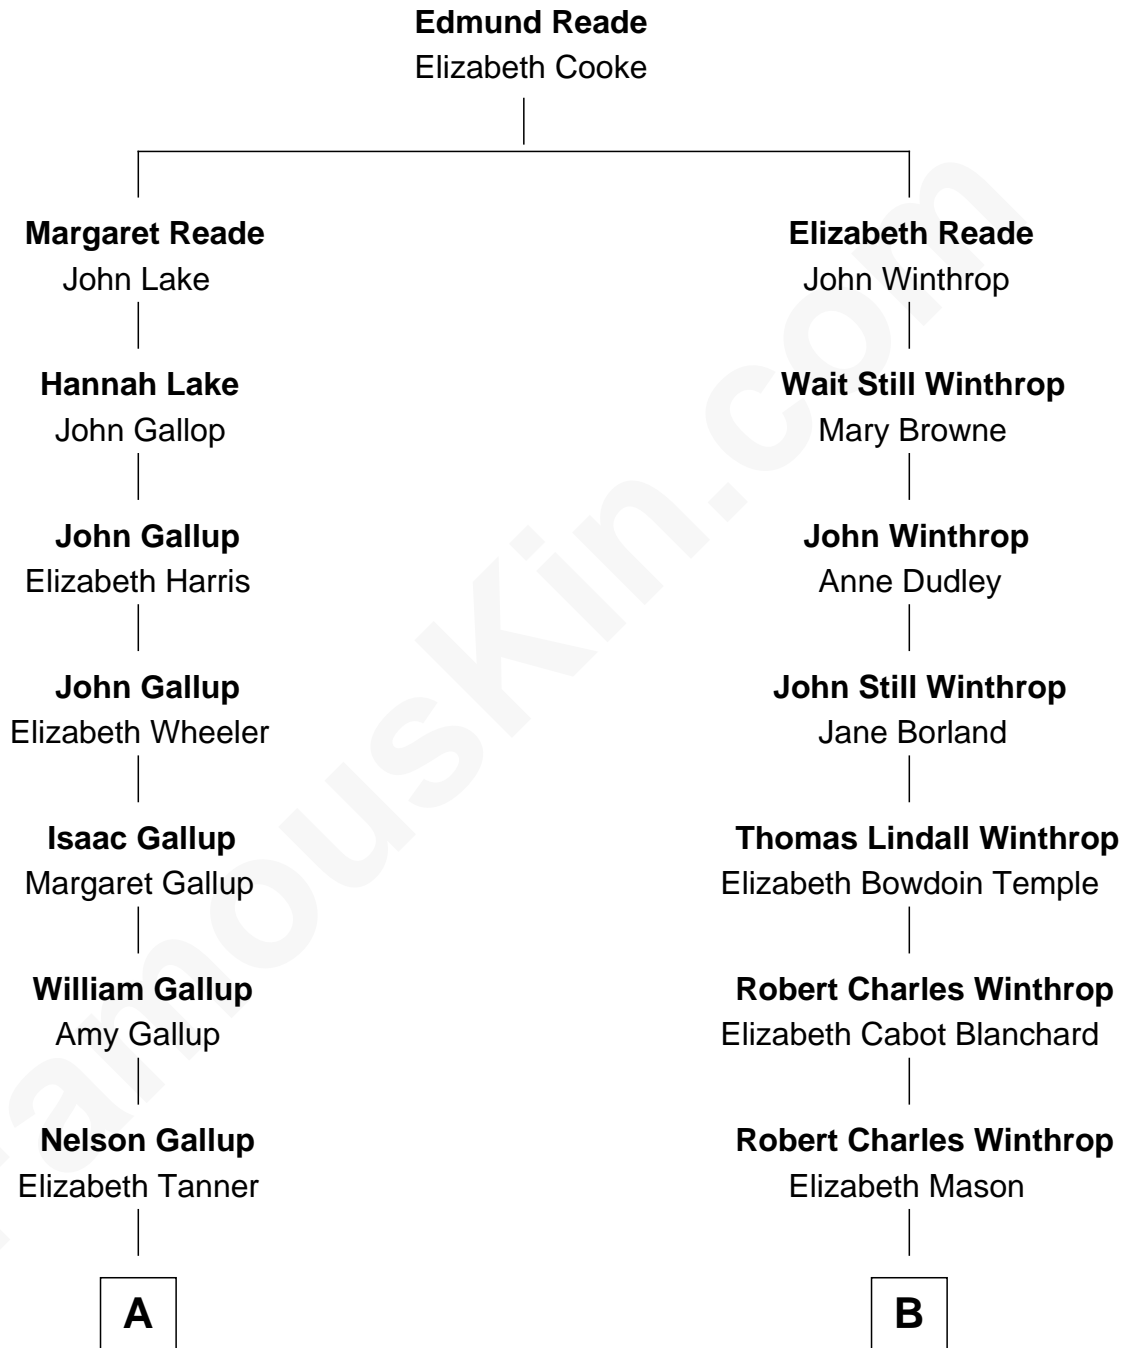 Edmund Reade
Elizabeth Cooke
Margaret Reade
John Lake
Elizabeth Reade
John Winthrop
Hannah Lake
John Gallop
Wait Still Winthrop
Mary Browne
John Gallup
Elizabeth Harris
John Winthrop
Anne Dudley
John Gallup
Elizabeth Wheeler
John Still Winthrop
Jane Borland
Isaac Gallup
Margaret Gallup
Thomas Lindall Winthrop
Elizabeth Bowdoin Temple
William Gallup
Amy Gallup
Robert Charles Winthrop
Elizabeth Cabot Blanchard
Nelson Gallup
Elizabeth Tanner
Robert Charles Winthrop
Elizabeth Mason
A
B
FamousKin.com